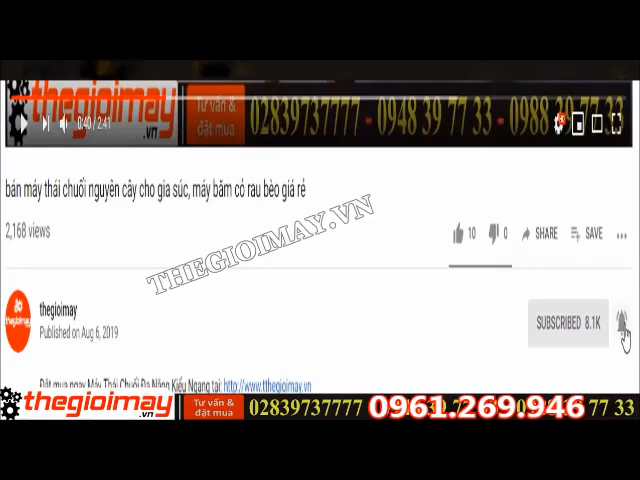 thegioimay
.vn
Tư vấn &
đặt mua
02839737777 - 0948 39 77 33 - 0988 39 77 33
0:40 / 2:41
bán máy thái chuối nguyên cây cho gia súc, máy băm cỏ rau bèo giá rẻ
2,168 views
10
0
SHARE
SAVE
THEGIOIMAY.VN
thegioimay
thegioimay
Published on Aug 6, 2019
SUBSCRIBED 8.1K
Đặt mua ngay Máy Thái Chuối Đa Năng Kiểu Ngang tại: http://www.tthegioimay.vn
thegioimay
.vn
Tư vấn &
đặt mua
02839737777
0961.269.946
77 33